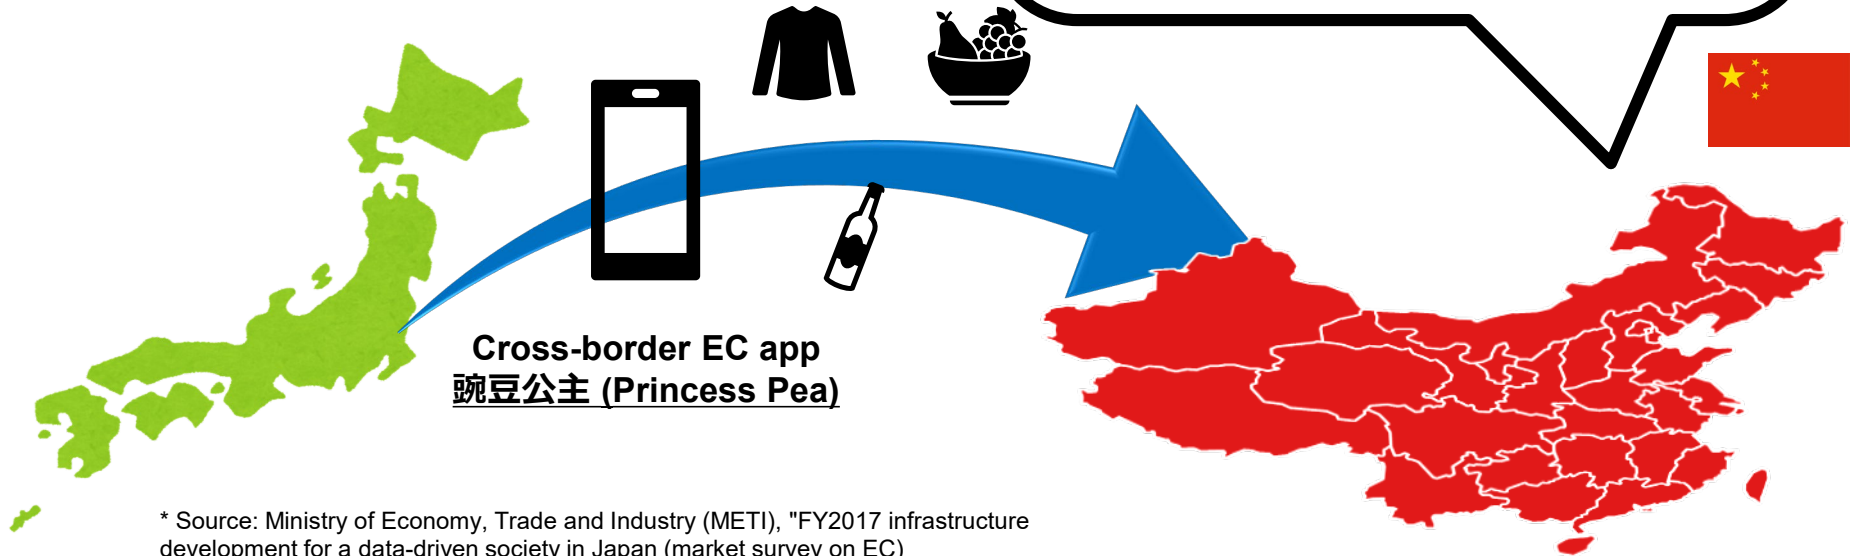 Cross-border EC app
豌豆公主 (Princess Pea)
* Source: Ministry of Economy, Trade and Industry (METI), "FY2017 infrastructure
development for a data-driven society in Japan (market survey on EC)